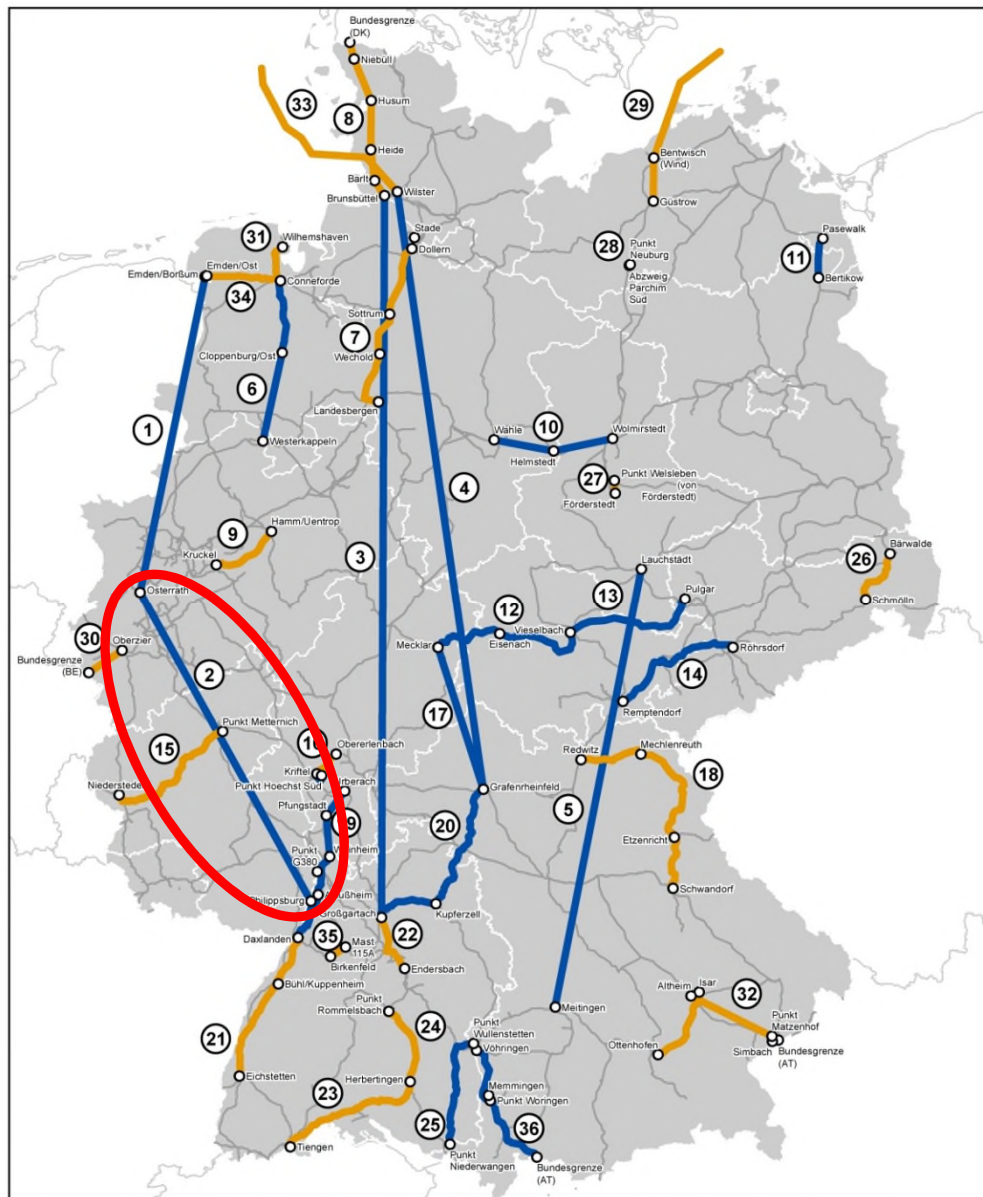 Bundesgrenze
(DK)
Niebüll
33
8
Husum
29
Heide
Bentwisch
(Wind)
Bärlt
Wilster
Brunsbüttel
Güstrow
31
Wilhemshaven
Stade
Dollern
28
Punkt
Neuburg
Abzweig
Parchim
Süd
Pasewalk
11
Bertikow
Emden/Ost
Emden/Borßum
Conneforde
34
Sottrum
7
Wechold
Cloppenburg/Ost
6
Landesbergen
1
Westerkappeln
Wahle
10
Wolmirstedt
Helmstedt
4
27
Punkt Welsleben
(von
Förderstedt)
Förderstedt
9
Hamm/Uentrop
Kruckel
3
26
Bärwalde
Schmölln
Osterrath
Lauchstädt
13
Pulgar
12
Vieselbach
Eisenach
Mecklar
30
Oberzier
Bundesgrenze
(BE)
2
14
Röhrsdorf
Remptendorf
17
Punkt Metternich
15
Niederstede
Obererlenbach
Kriftel
Punkt Hoechst Süd
Urberach
Redwitz
Mechlenreuth
18
Grafenrheinfeld
5
Pfungstadt
20
Etzenricht
Punkt
G380
Schwandorf
Philippsburg
Großgartach
Kupferzell
Daxlanden
35
Mast
115A
Birkenfeld
22
Endersbach
Bühl/Kuppenheim
Punkt
Rommelsbach
Meitingen
Altheim
Isar
32
Punkt
Matzenhof
Simbach
Bundesgrenze
(AT)
Ottenhofen
21
24
Punkt
Wullenstetten
Vöhringen
Eichstetten
23
Herbertingen
Memmingen
Punkt Woringen
25
36
Tiengen
Punkt
Niederwangen
Bundesgrenze
(AT)